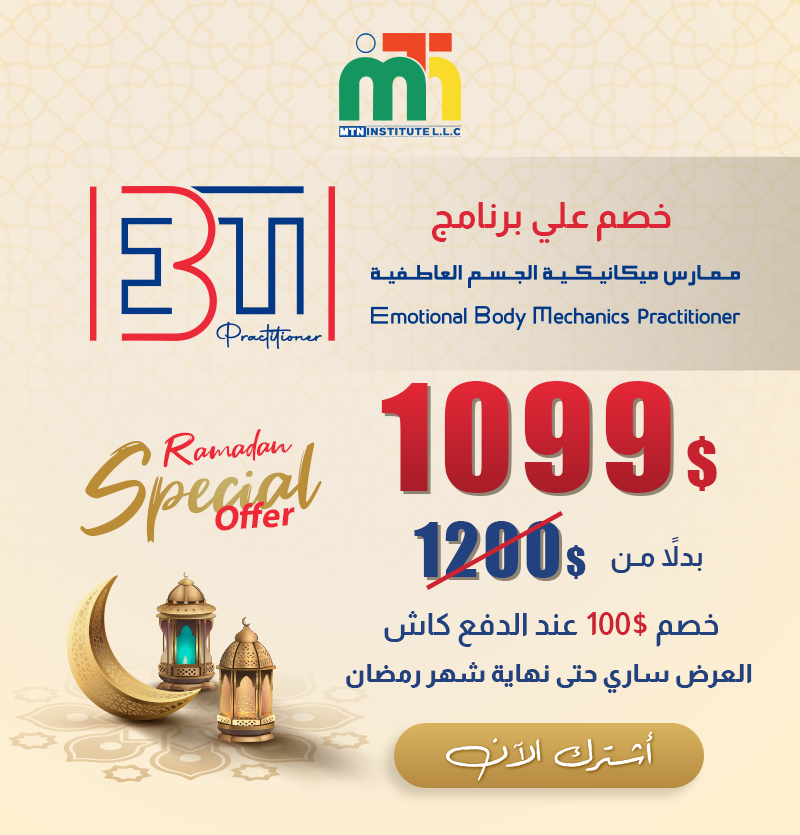 MTN INSTITUTE L.L.C
خصم علي برنامج
ممارس ميكانيكية الجسم العاطفية
Emotional Body Mechanics Practitioner
Practitioner
1099$
Ramadan
Special
Offer
بدلًا من 1200$
خصم 100$ عند الدفع كاش
العرض ساري حتى نهاية شهر رمضان
أشترك الآن